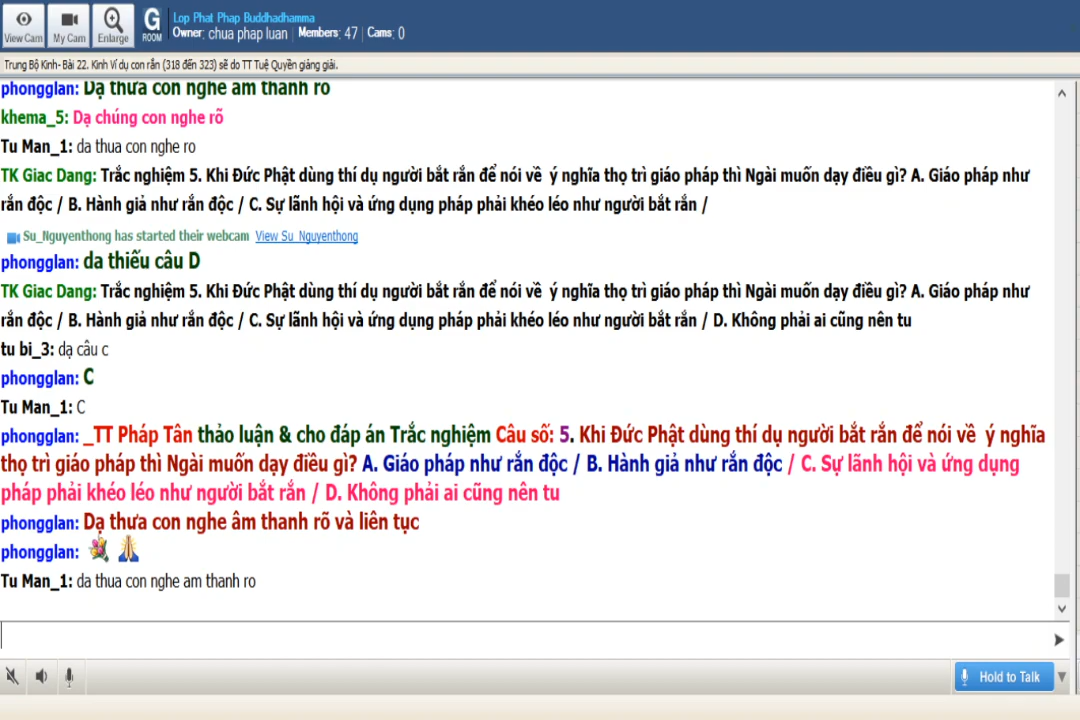 View Cam
My Cam
Enlarge
G
ROOM
Lop Phat Phap Buddhadhamma
Owner: chua phap luan | Members: 47 | Cams: 0
Trung Bộ Kinh- Bài 22. Kinh Ví dụ con rắn (318 đến 323) sẽ do TT Tuệ Quyền giảng giải.
phongglan: Dạ thưa con nghe âm thanh rõ
khema_5: Dạ chúng con nghe rõ
Tu Man_1: da thua con nghe ro
TK Giac Dang: Trắc nghiệm 5. Khi Đức Phật dùng thí dụ người bắt rắn để nói về ý nghĩa thọ trì giáo pháp thì Ngài muốn dạy điều gì? A. Giáo pháp như
rắn độc / B. Hành giả như rắn độc / C. Sự lãnh hội và ứng dụng pháp phải khéo léo như người bắt rắn /
Su_Nguyenthong has started their webcam View Su_Nguyenthong
phongglan: da thiếu câu D
TK Giac Dang: Trắc nghiệm 5. Khi Đức Phật dùng thí dụ người bắt rắn để nói về ý nghĩa thọ trì giáo pháp thì Ngài muốn dạy điều gì? A. Giáo pháp như
rắn độc / B. Hành giả như rắn độc / C. Sự lãnh hội và ứng dụng pháp phải khéo léo như người bắt rắn / D. Không phải ai cũng nên tu
tu bi_3: dạ câu c
phongglan: C
Tu Man_1: C
phongglan: _TT Pháp Tân thảo luận & cho đáp án Trắc nghiệm Câu số: 5. Khi Đức Phật dùng thí dụ người bắt rắn để nói về ý nghĩa
thọ trì giáo pháp thì Ngài muốn dạy điều gì? A. Giáo pháp như rắn độc / B. Hành giả như rắn độc / C. Sự lãnh hội và ứng dụng
pháp phải khéo léo như người bắt rắn / D. Không phải ai cũng nên tu
phongglan: Dạ thưa con nghe âm thanh rõ và liên tục
phongglan:
Tu Man_1: da thua con nghe am thanh ro
Hold to Talk